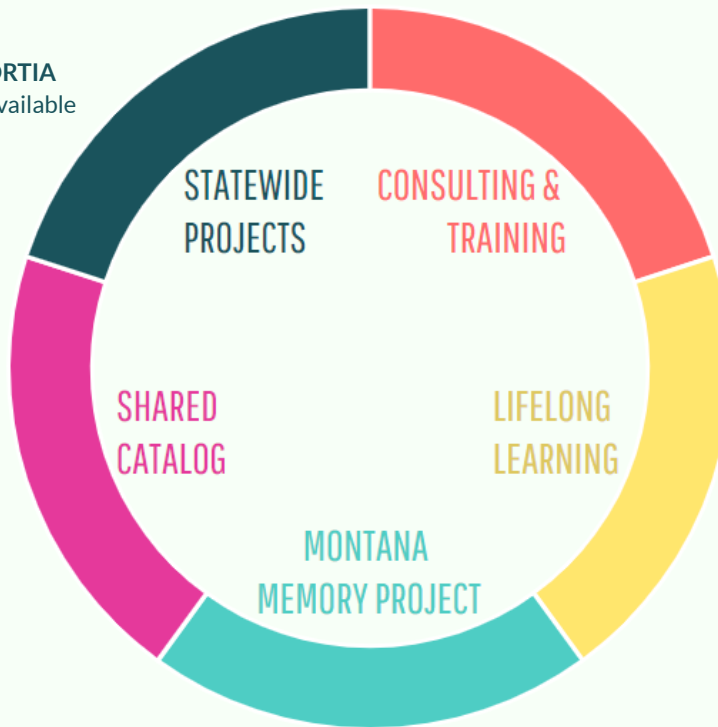 ORTIA
vailable
STATEWIDE
PROJECTS
CONSULTING &
TRAINING
SHARED
CATALOG
LIFELONG
LEARNING
MONTANA
MEMORY PROJECT